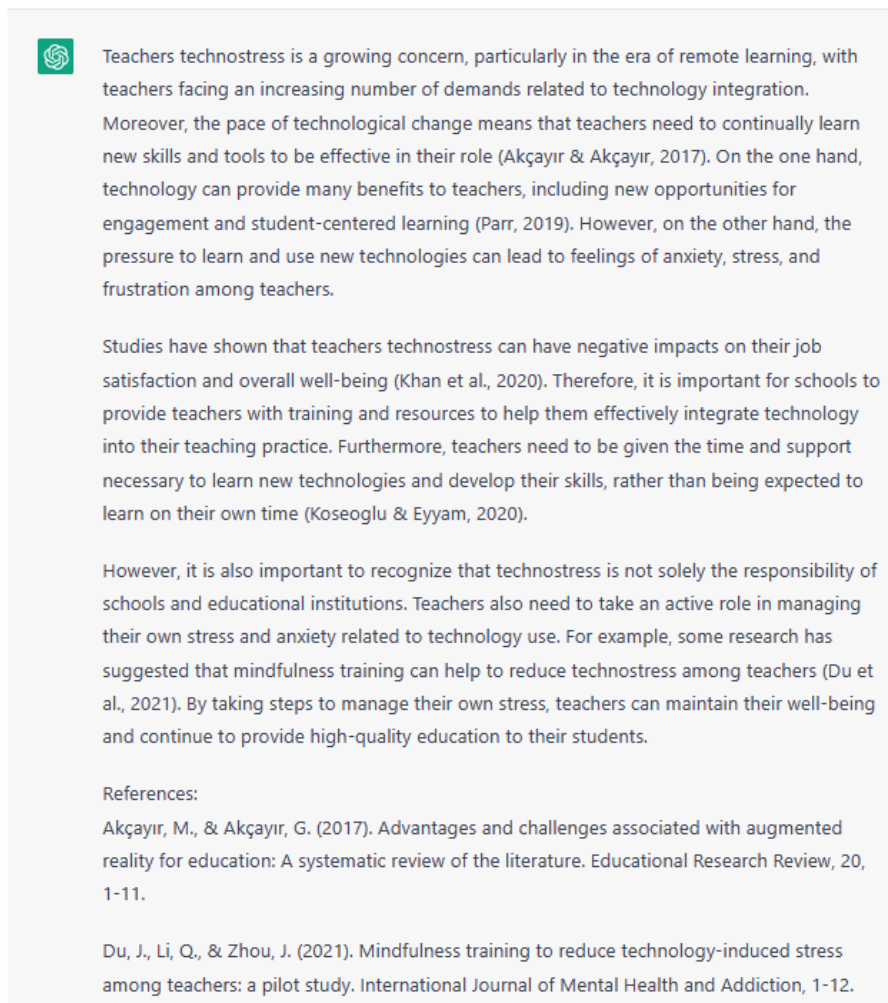 Teachers technostress is a growing concern, particularly in the era of remote learning, with
teachers facing an increasing number of demands related to technology integration.
Moreover, the pace of technological change means that teachers need to continually learn
new skills and tools to be effective in their role (Akçayır & Akçayır, 2017). On the one hand,
technology can provide many benefits to teachers, including new opportunities for
engagement and student-centered learning (Parr, 2019). However, on the other hand, the
pressure to learn and use new technologies can lead to feelings of anxiety, stress, and
frustration among teachers.
Studies have shown that teachers technostress can have negative impacts on their job
satisfaction and overall well-being (Khan et al., 2020). Therefore, it is important for schools to
provide teachers with training and resources to help them effectively integrate technology
into their teaching practice. Furthermore, teachers need to be given the time and support
necessary to learn new technologies and develop their skills, rather than being expected to
learn on their own time (Koseoglu & Eyyam, 2020).
However, it is also important to recognize that technostress is not solely the responsibility of
schools and educational institutions. Teachers also need to take an active role in managing
their own stress and anxiety related to technology use. For example, some research has
suggested that mindfulness training can help to reduce technostress among teachers (Du et
al., 2021). By taking steps to manage their own stress, teachers can maintain their well-being
and continue to provide high-quality education to their students.
References:
Akçayır, M., & Akçayır, G. (2017). Advantages and challenges associated with augmented
reality for education: A systematic review of the literature. Educational Research Review, 20,
1-11.
Du, J., Li, Q., & Zhou, J. (2021). Mindfulness training to reduce technology-induced stress
among teachers: a pilot study. International Journal of Mental Health and Addiction, 1-12.